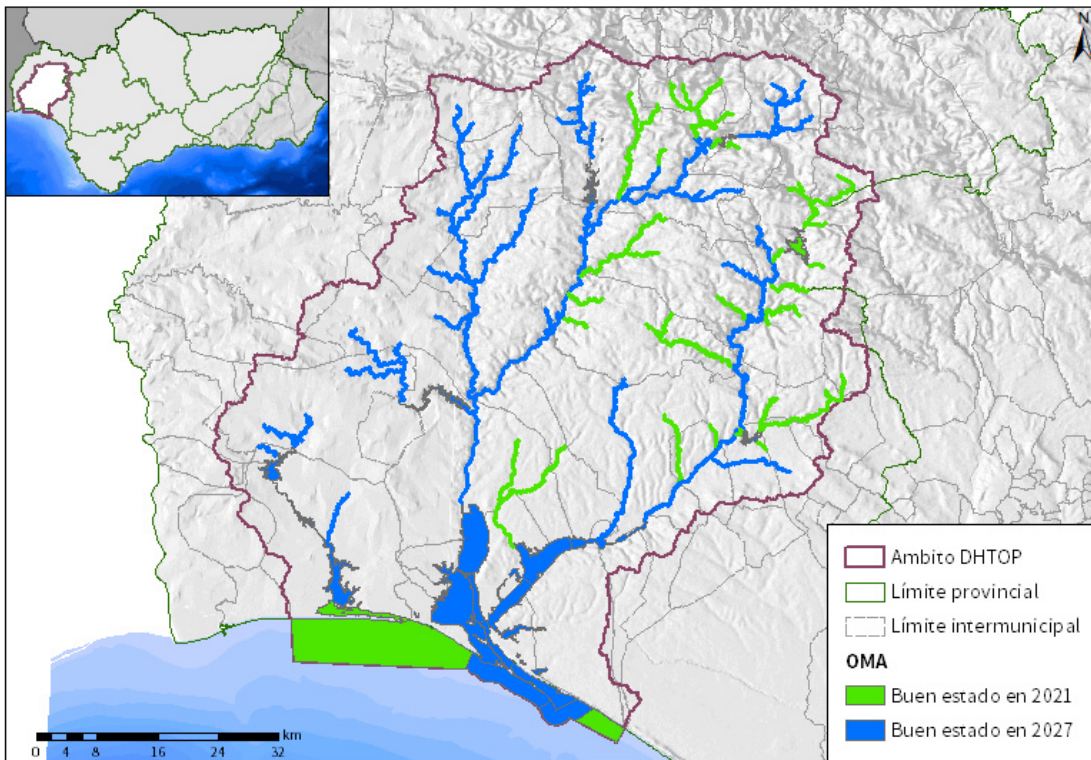 N
Ambito DHTOP
Límite provincial
Límite intermunicipal
OMA
Buen estado en 2021
Buen estado en 2027
km
0 4 8 16 24 32